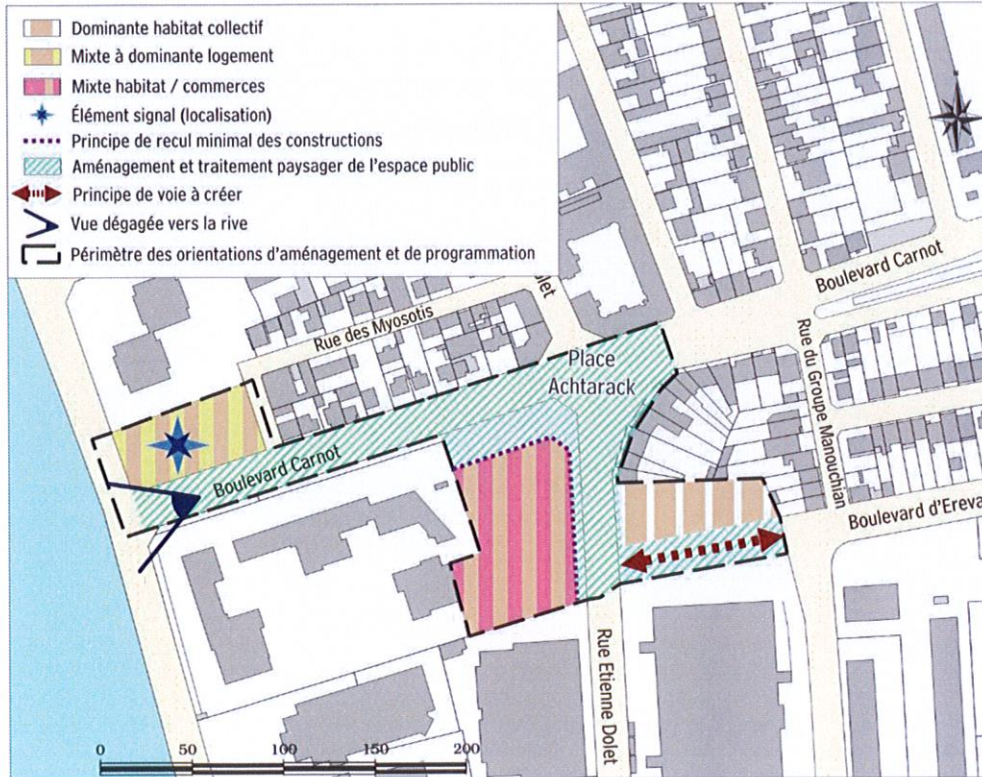 Dominante habitat collectif
Mixte à dominante logement
Mixte habitat / commerces
Élément signal (localisation)
Principe de recul minimal des constructions
Aménagement et traitement paysager de l'espace public
Principe de voie à créer
Vue dégagée vers la rive
Périmètre des orientations d'aménagement et de programmation
Boulevard Carnot
Rue des Myosotis
olet
Place
Achtarack
Rue du Groupe Manouchian
Boulevard Carnot
Boulevard d'Ereva
Rue Etienne Dolet
0 50 100 150 200